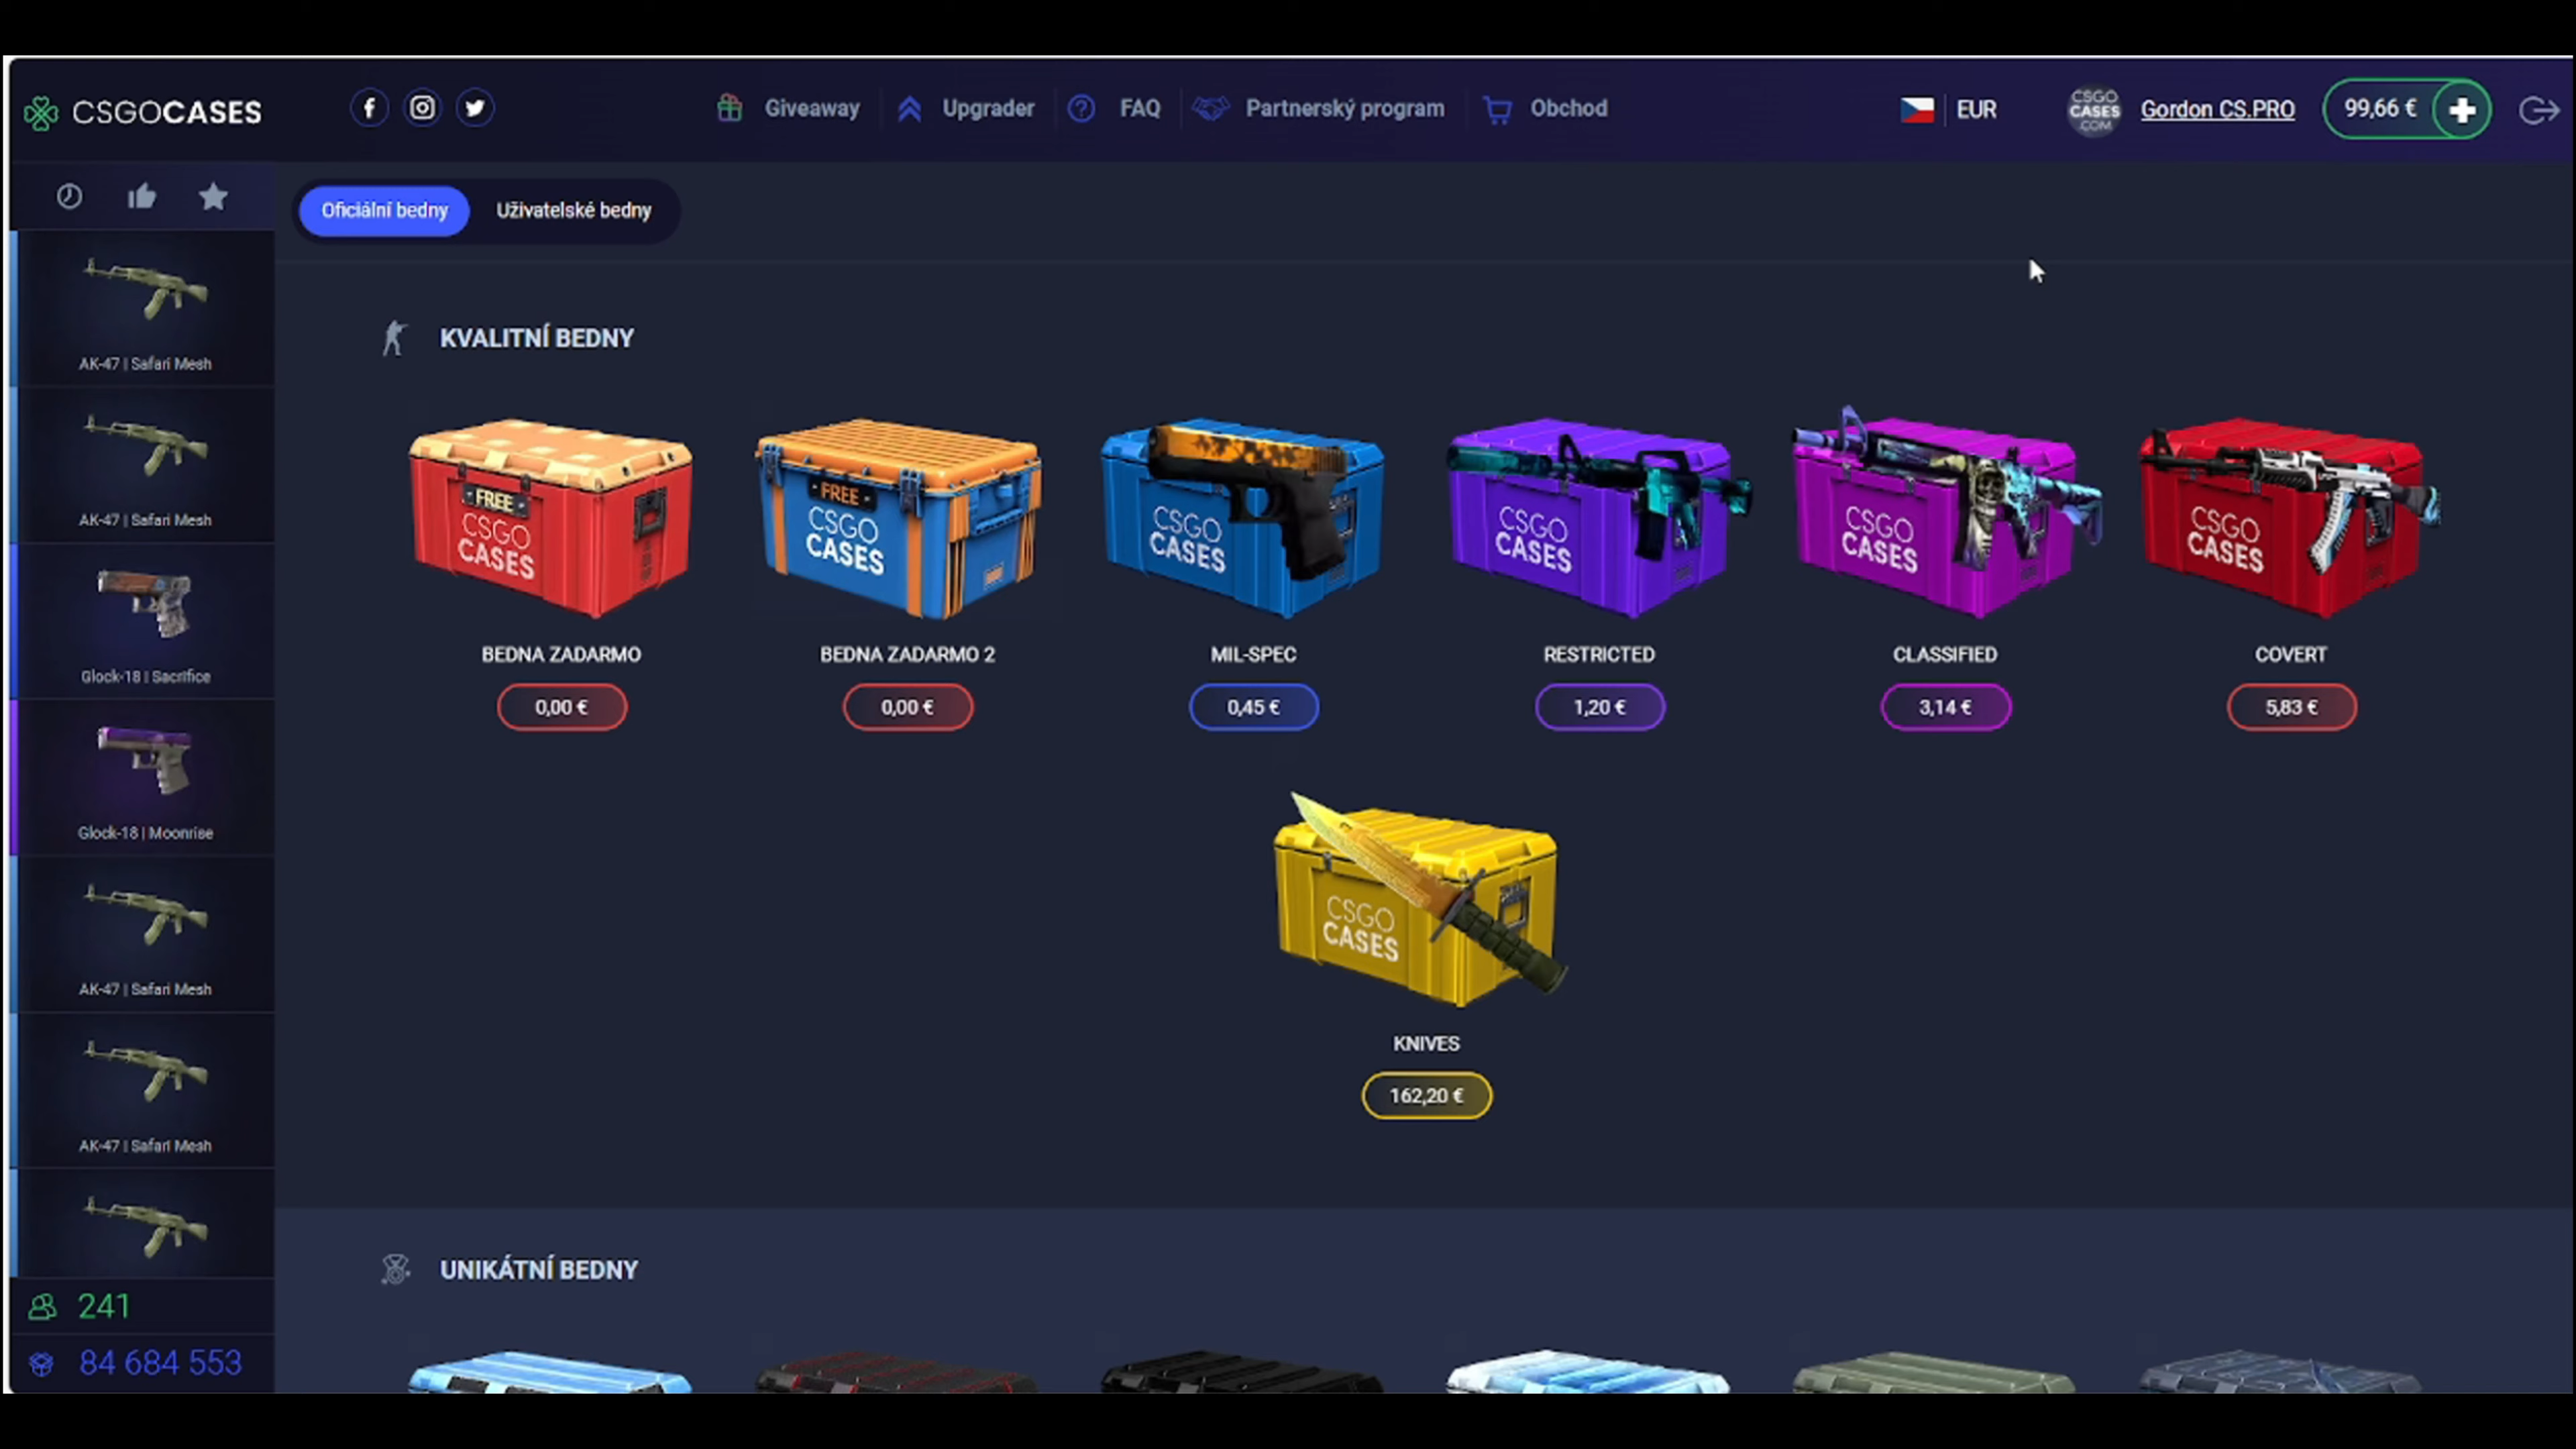 CSGOCASES
Giveaway
Upgrader
FAQ
Partnerský program
Obchod
EUR
CSGO
CASES
.COM
Gordon CS.PRO
99,66 €
Oficiální bedny
Uživatelské bedny
AK-47 | Safari Mesh
AK-47 | Safari Mesh
Glock-18 | Sacrifice
Glock-18 | Moonrise
AK-47 | Safari Mesh
AK-47 | Safari Mesh
241
84 684 553
KVALITNÍ BEDNY
FREE
CSGO
CASES
FREE
CSGO
CASES
CSGO
CASES
CSGO
CASES
CSGO
CASES
CSGO
CASES
BEDNA ZADARMO
BEDNA ZADARMO 2
MIL-SPEC
RESTRICTED
CLASSIFIED
COVERT
0,00 €
0,00 €
0,45 €
1,20 €
3,14 €
5,83 €
CSGO
CASES
KNIVES
162,20 €
UNIKÁTNÍ BEDNY